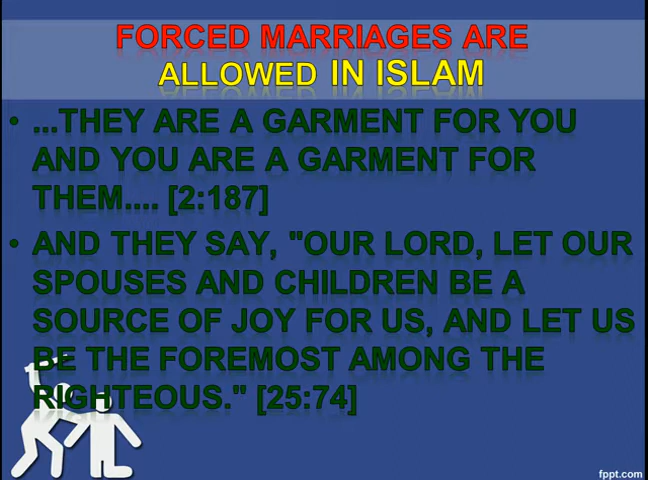 FORCED MARRIAGES ARE
ALLOWED IN ISLAM
• ...THEY ARE A GARMENT FOR YOU
AND YOU ARE A GARMENT FOR
THEM.... [2:187]
• AND THEY SAY, "OUR LORD, LET OUR
SPOUSES AND CHILDREN BE A
SOURCE OF JOY FOR US, AND LET US
BE THE FOREMOST AMONG THE
RIGHTEOUS." [25:74]
fppt.com